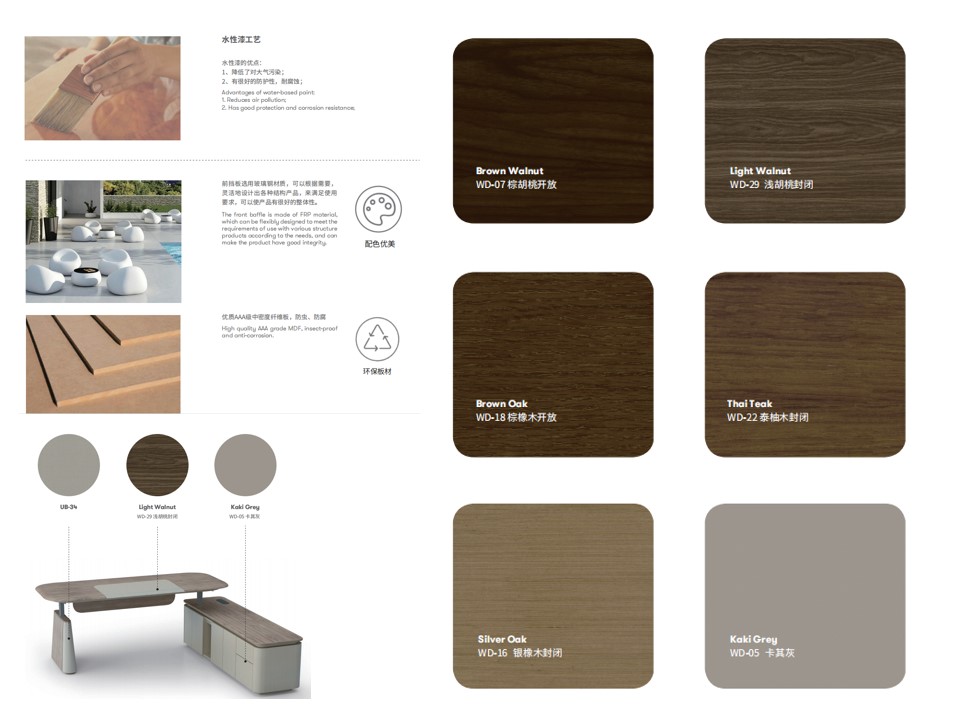 水性漆工艺
水性漆的优点：
1、降低了对大气污染；
2、有很好的防护性，耐腐蚀；
Advantages of water-based paint:
1. Reduces air pollution;
2. Has good protection and corrosion resistance;
前挡板选用玻璃钢材质，可以根据需要，
灵活地设计出各种结构产品，来满足使用
要求，可以使产品有很好的整体性。
The front baffle is made of FRP material,
which can be flexibly designed to meet the
requirements of use with various structure
products according to the needs, and can
make the product have good integrity.
配色优美
优质AAA级中密度纤维板，防虫、防腐
High quality AAA grade MDF, insect-proof
and anti-corrosion.
环保板材
UB-34
Light Walnut
WD-29 浅胡桃封闭
Kaki Grey
WD-05 卡其灰
Brown Walnut
WD-07 棕胡桃开放
Light Walnut
WD-29 浅胡桃封闭
Brown Oak
WD-18 棕橡木开放
Thai Teak
WD-22 泰柚木封闭
Silver Oak
WD-16 银橡木封闭
Kaki Grey
WD-05 卡其灰